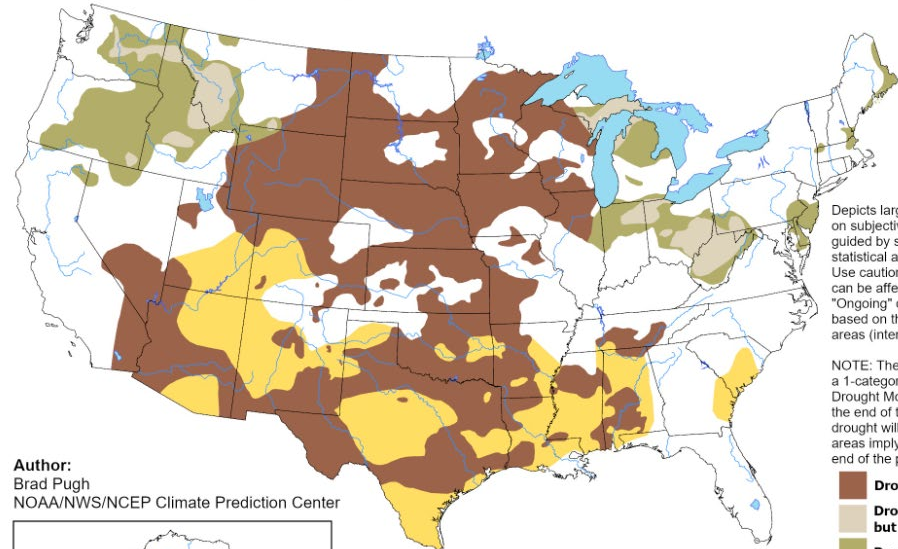 Depicts larg
on subjectiv
guided by s
statistical a
Use caution
can be affe
"Ongoing" d
based on th
areas (inter
NOTE: The
a 1-categor
Drought Mo
the end of t
drought will
areas imply
end of the p
Author:
Brad Pugh
NOAA/NWS/NCEP Climate Prediction Center
Dro
Dro
but